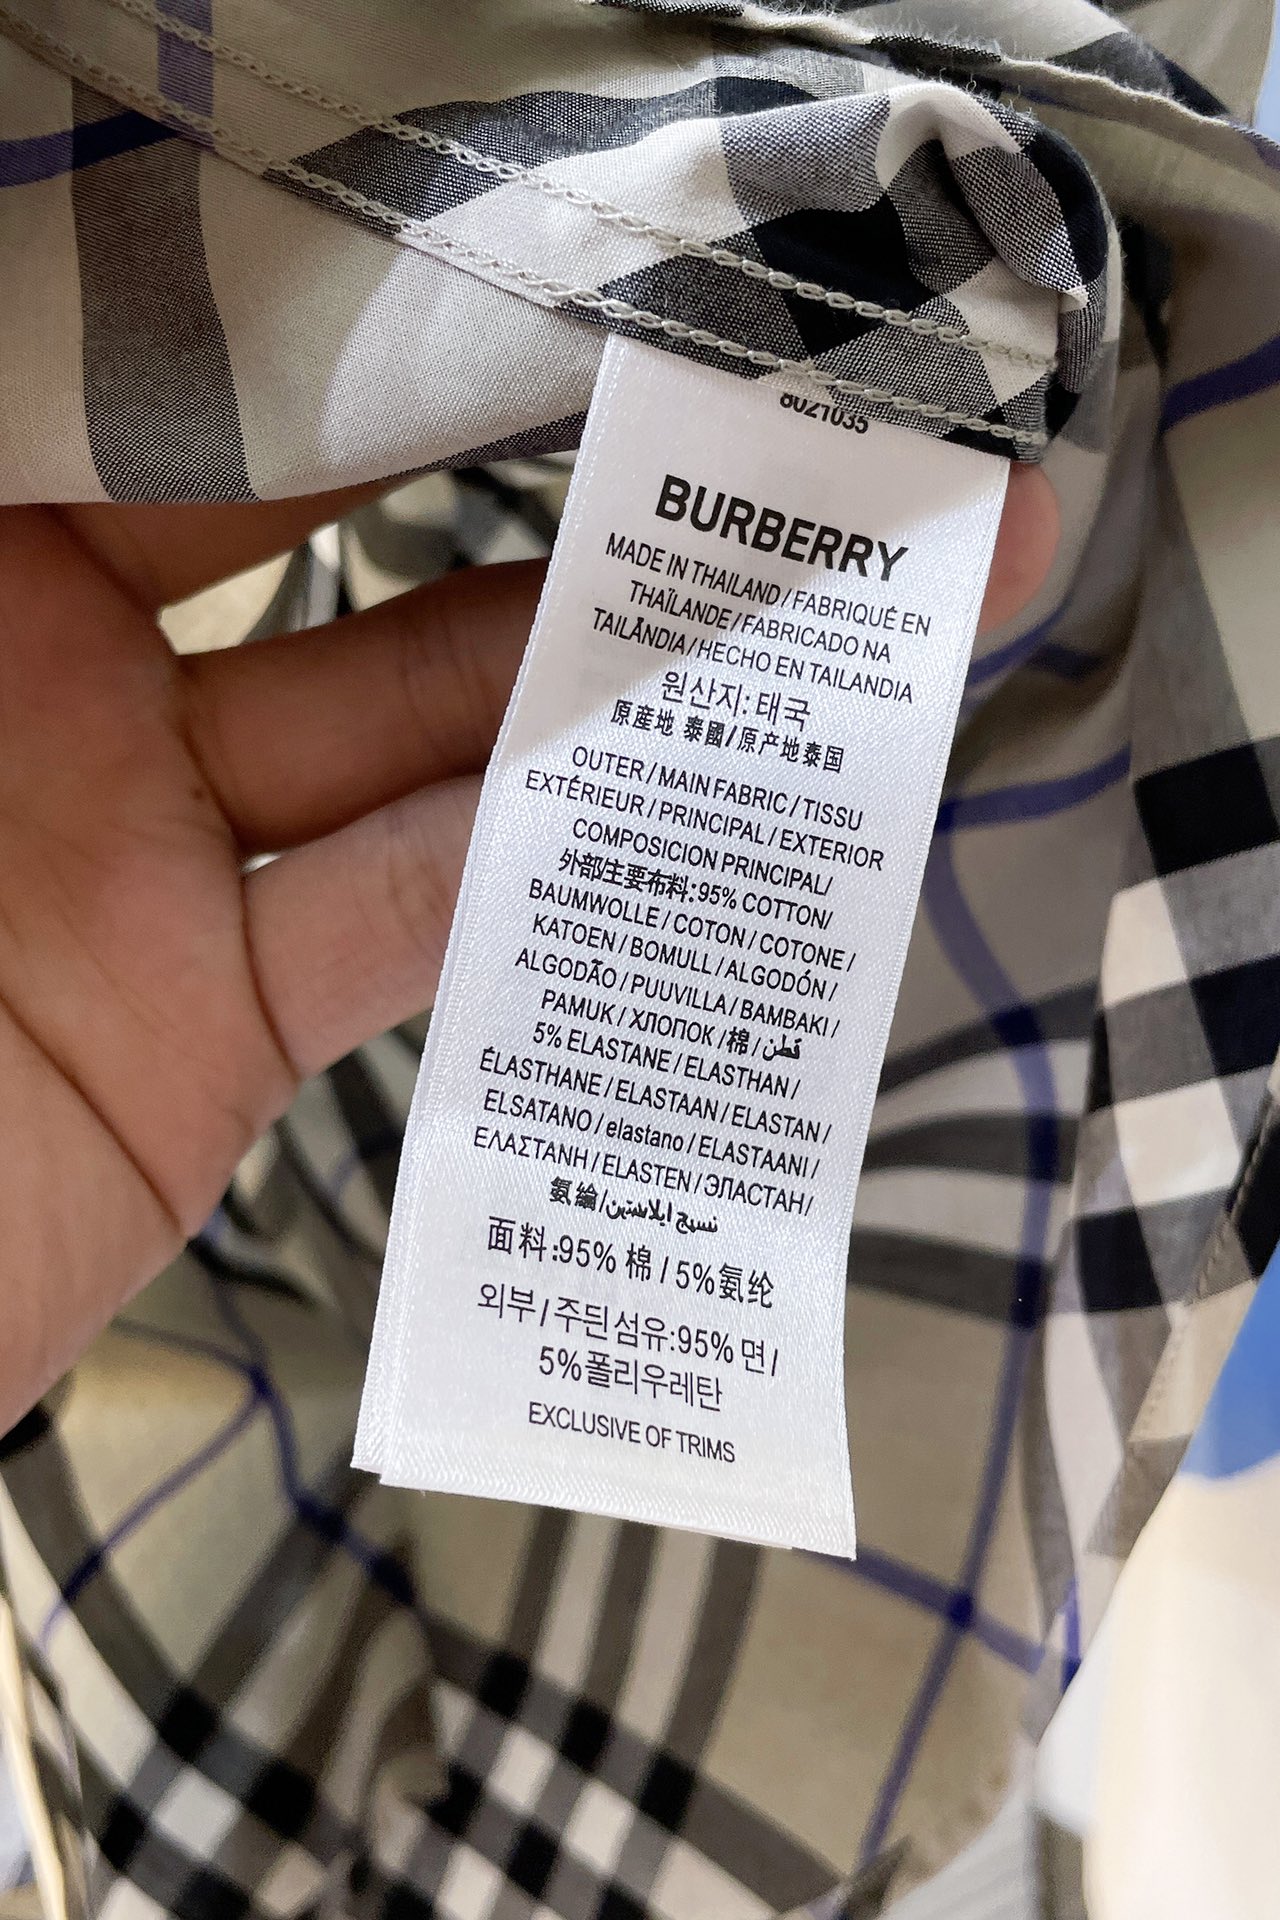 8021035
BURBERRY
MADE IN THAILAND / FABRIQUÉ EN
THAÏLANDE / FABRICADO NA
TAILÂNDIA / HECHO EN TAILANDIA
원산지: 태국
原産地 泰國 / 原产地泰国
OUTER / MAIN FABRIC / TISSU
EXTÉRIEUR / PRINCIPAL / EXTERIOR
COMPOSICION PRINCIPAL/
外部/主要布料: 95% COTTON/
BAUMWOLLE / COTON / COTONE /
KATOEN / BOMULL / ALGODÓN /
ALGODÃO / PUUVILLA / BAMBAKI /
PAMUK / ХЛОПОК / 棉 / قطن
5% ELASTANE / ELASTHAN /
ÉLASTHANE / ELASTAAN / ELASTAN /
ELSATANO / elastano / ELASTAANI /
ΕΛΑΣΤΑΝΗ / ELASTEN / ЭЛАСТАН /
氨綸/نسيج ايلاستين
面料:95% 棉 / 5%氨纶
외부 / 주된섬유:95% 면 /
5%폴리우레탄
EXCLUSIVE OF TRIMS